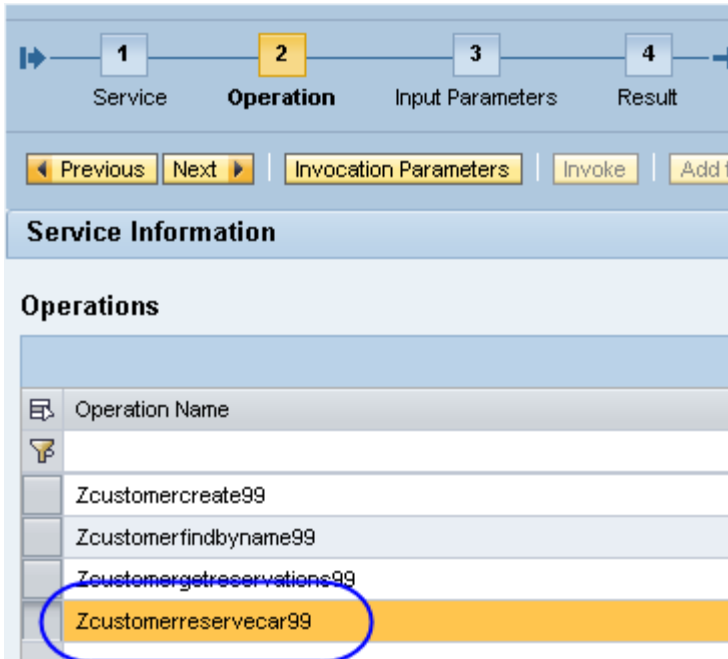 1 2 3 4
Service Operation Input Parameters Result
Previous Next Invocation Parameters Invoke Add
Service Information
Operations
Operation Name
Zcustomercreate99
Zcustomerfindbyname99
Zcustomergetreservations99
Zcustomerreservecar99